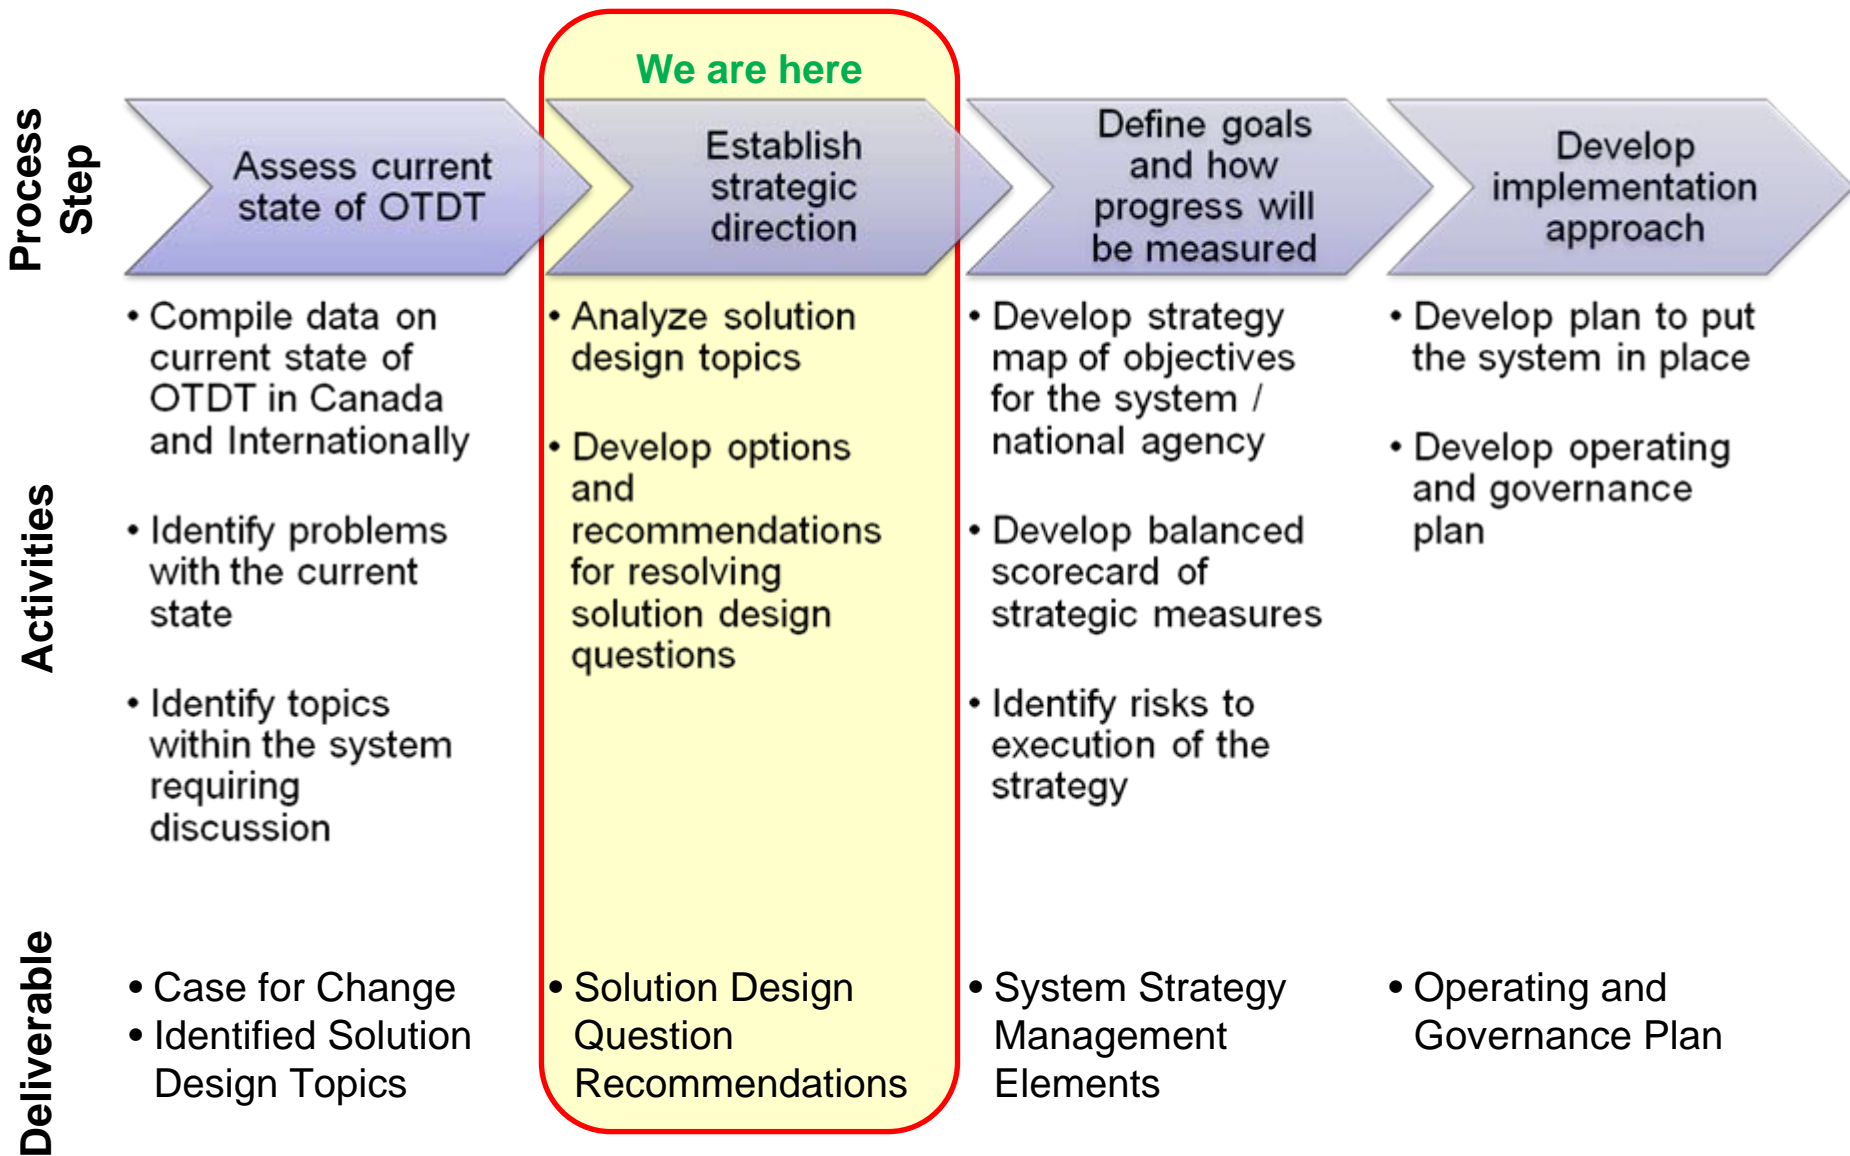 We are here
Process
Step
Assess current
state of OTDT
Establish
strategic
direction
Define goals
and how
progress will
be measured
Develop
implementation
approach
Activities
• Compile data on
current state of
OTDT in Canada
and Internationally
• Identify problems
with the current
state
• Identify topics
within the system
requiring
discussion
• Analyze solution
design topics
• Develop options
and
recommendations
for resolving
solution design
questions
• Develop strategy
map of objectives
for the system /
national agency
• Develop balanced
scorecard of
strategic measures
• Identify risks to
execution of the
strategy
• Develop plan to put
the system in place
• Develop operating
and governance
plan
Deliverable
• Case for Change
• Identified Solution
Design Topics
• Solution Design
Question
Recommendations
• System Strategy
Management
Elements
• Operating and
Governance Plan